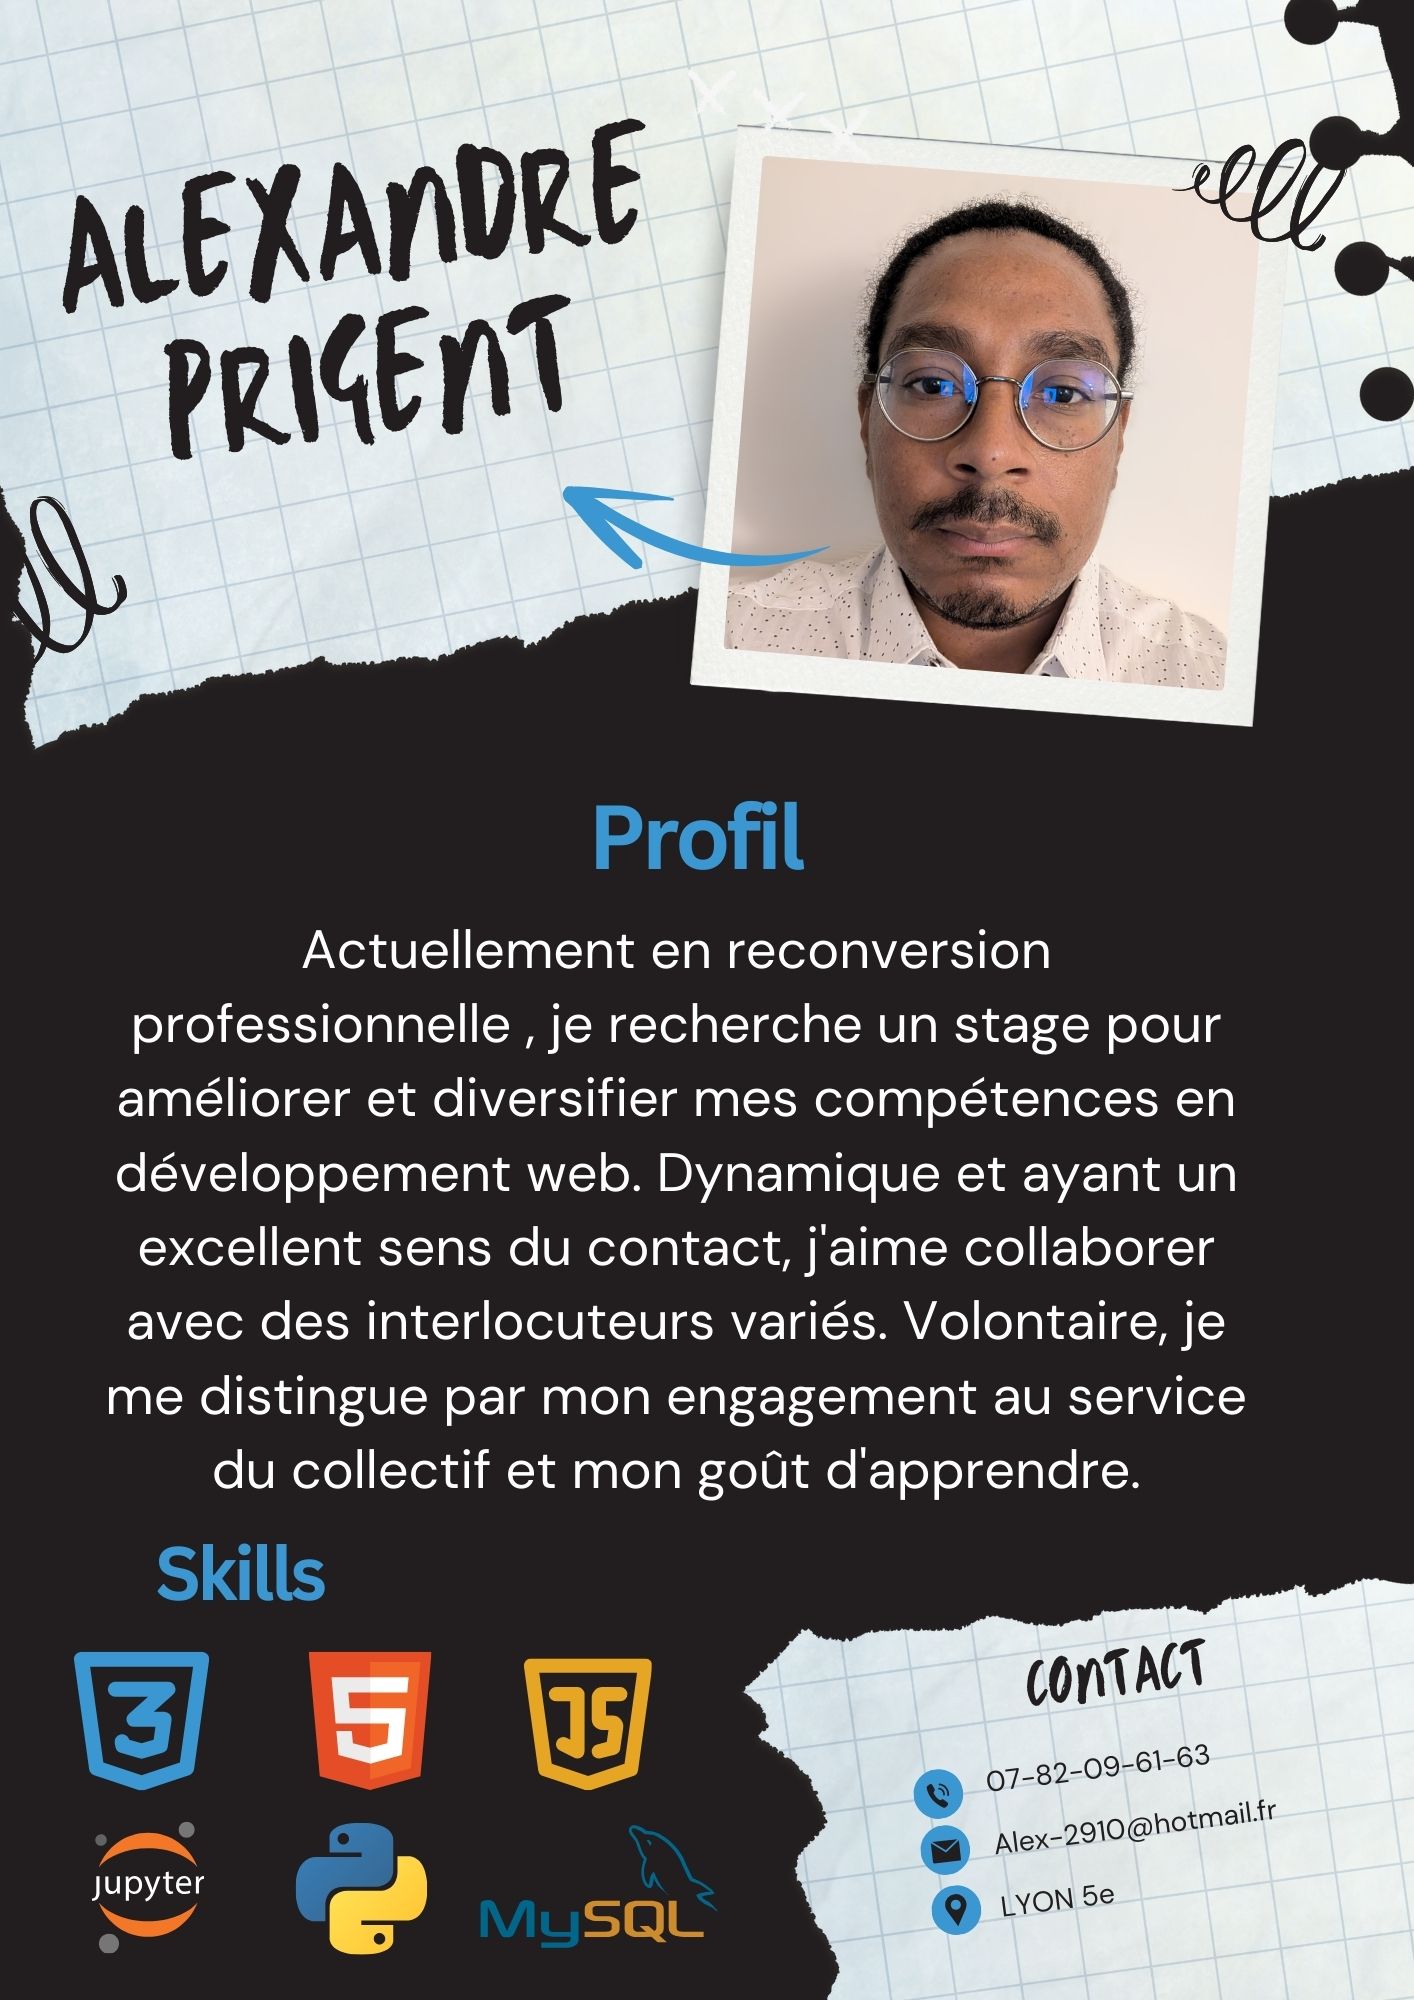 ALEXANDRE
PRIGENT
Profil
Actuellement en reconversion
professionnelle , je recherche un stage pour
améliorer et diversifier mes compétences en
développement web. Dynamique et ayant un
excellent sens du contact, j'aime collaborer
avec des interlocuteurs variés. Volontaire, je
me distingue par mon engagement au service
du collectif et mon goût d'apprendre.
Skills
3
5
JS
jupyter
MySQL
CONTACT
07-82-09-61-63
Alex-2910@hotmail.fr
LYON 5e